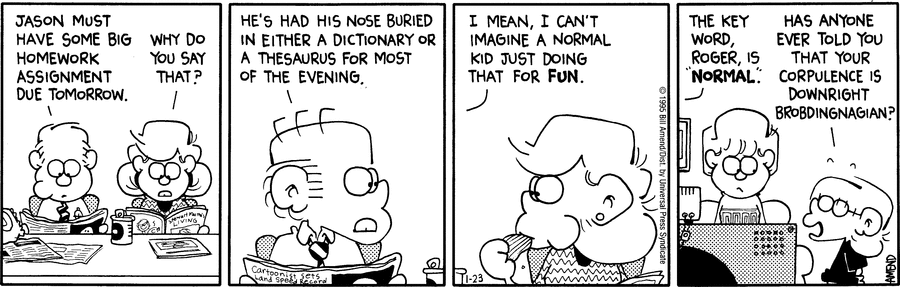 JASON MUST
HAVE SOME BIG
HOMEWORK
ASSIGNMENT
DUE TOMORROW.
WHY DO
YOU SAY
THAT?
LIVING
HE'S HAD HIS NOSE BURIED
IN EITHER A DICTIONARY OR
A THESAURUS FOR MOST
OF THE EVENING.
Cartoonist Sets
Land Speed Record
I MEAN, I CAN'T
IMAGINE A NORMAL
KID JUST DOING
THAT FOR FUN.
1-23
© 1995 Bill Amend/Dist. by Universal Press Syndicate
THE KEY
WORD,
ROGER, IS
"NORMAL."
HAS ANYONE
EVER TOLD YOU
THAT YOUR
CORPULENCE IS
DOWNRIGHT
BROBDINGNAGIAN?
AMEND